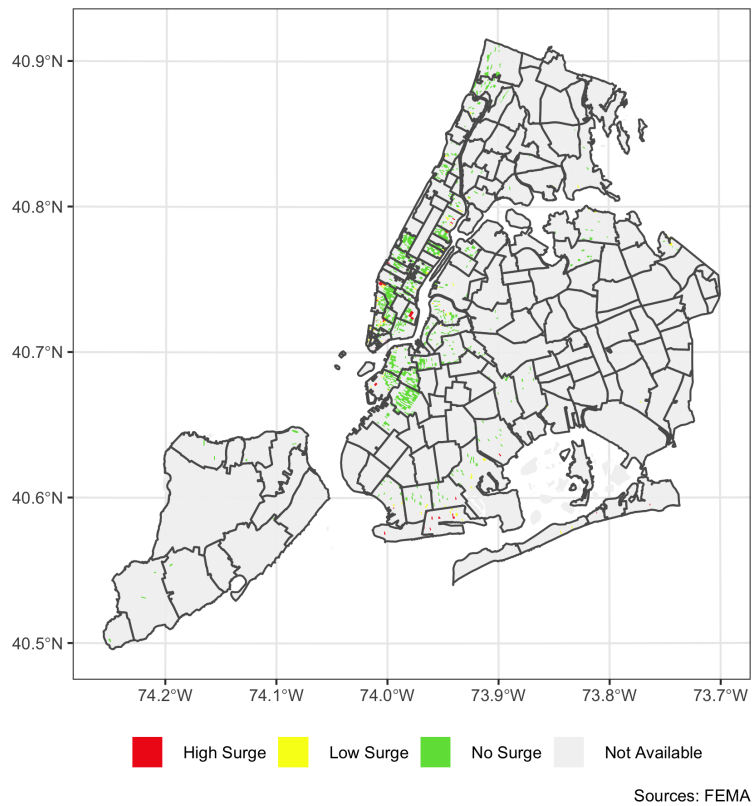 40.9°N
40.8°N
40.7°N
40.6°N
40.5°N
74.2°W 74.1°W 74.0°W 73.9°W 73.8°W 73.7°W
High Surge Low Surge No Surge Not Available
Sources: FEMA